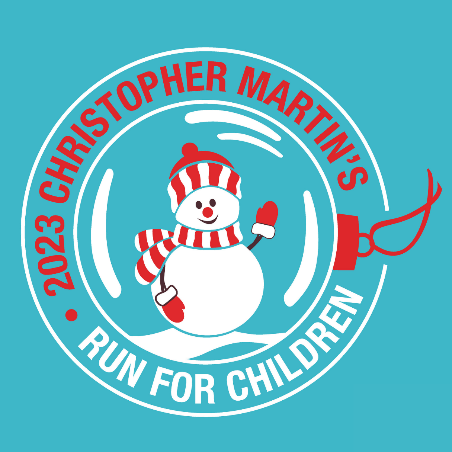 2023 CHRISTOPHER MARTIN'S
RUN FOR CHILDREN